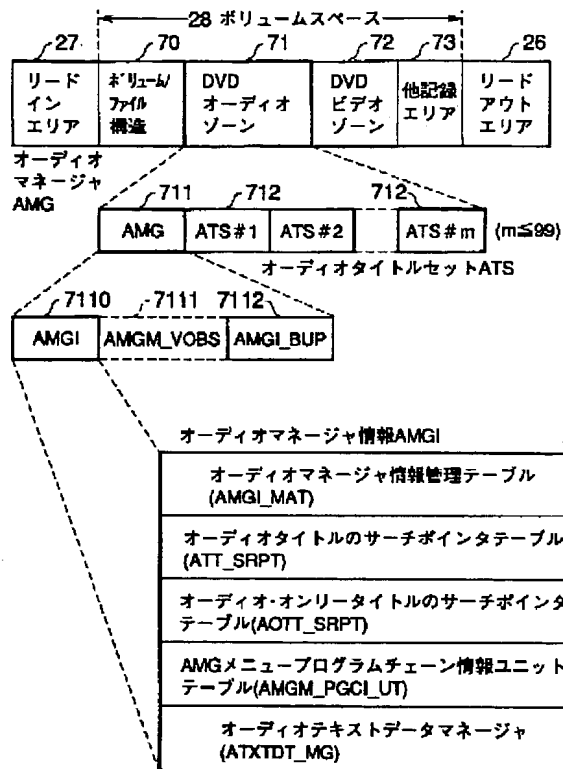 28 ボリュームスペース
27 70 71 72 73 26
リード
イン
エリア
ボリューム/
ファイル
構造
DVD
オーディオ
ゾーン
DVD
ビデオ
ゾーン
他記録
エリア
リード
アウト
エリア
オーディオ
マネージャ
AMG
711 712 712
AMG ATS#1 ATS#2 ATS#m (m≦99)
オーディオタイトルセットATS
7110 7111 7112
AMGI AMGM_VOBS AMGI_BUP
オーディオマネージャ情報AMGI
オーディオマネージャ情報管理テーブル
(AMGI_MAT)
オーディオタイトルのサーチポインタテーブル
(ATT_SRPT)
オーディオ・オンリータイトルのサーチポインタ
テーブル(AOTT_SRPT)
AMGメニュープログラムチェーン情報ユニット
テーブル(AMGM_PGCI_UT)
オーディオテキストデータマネージャ
(ATXTDT_MG)